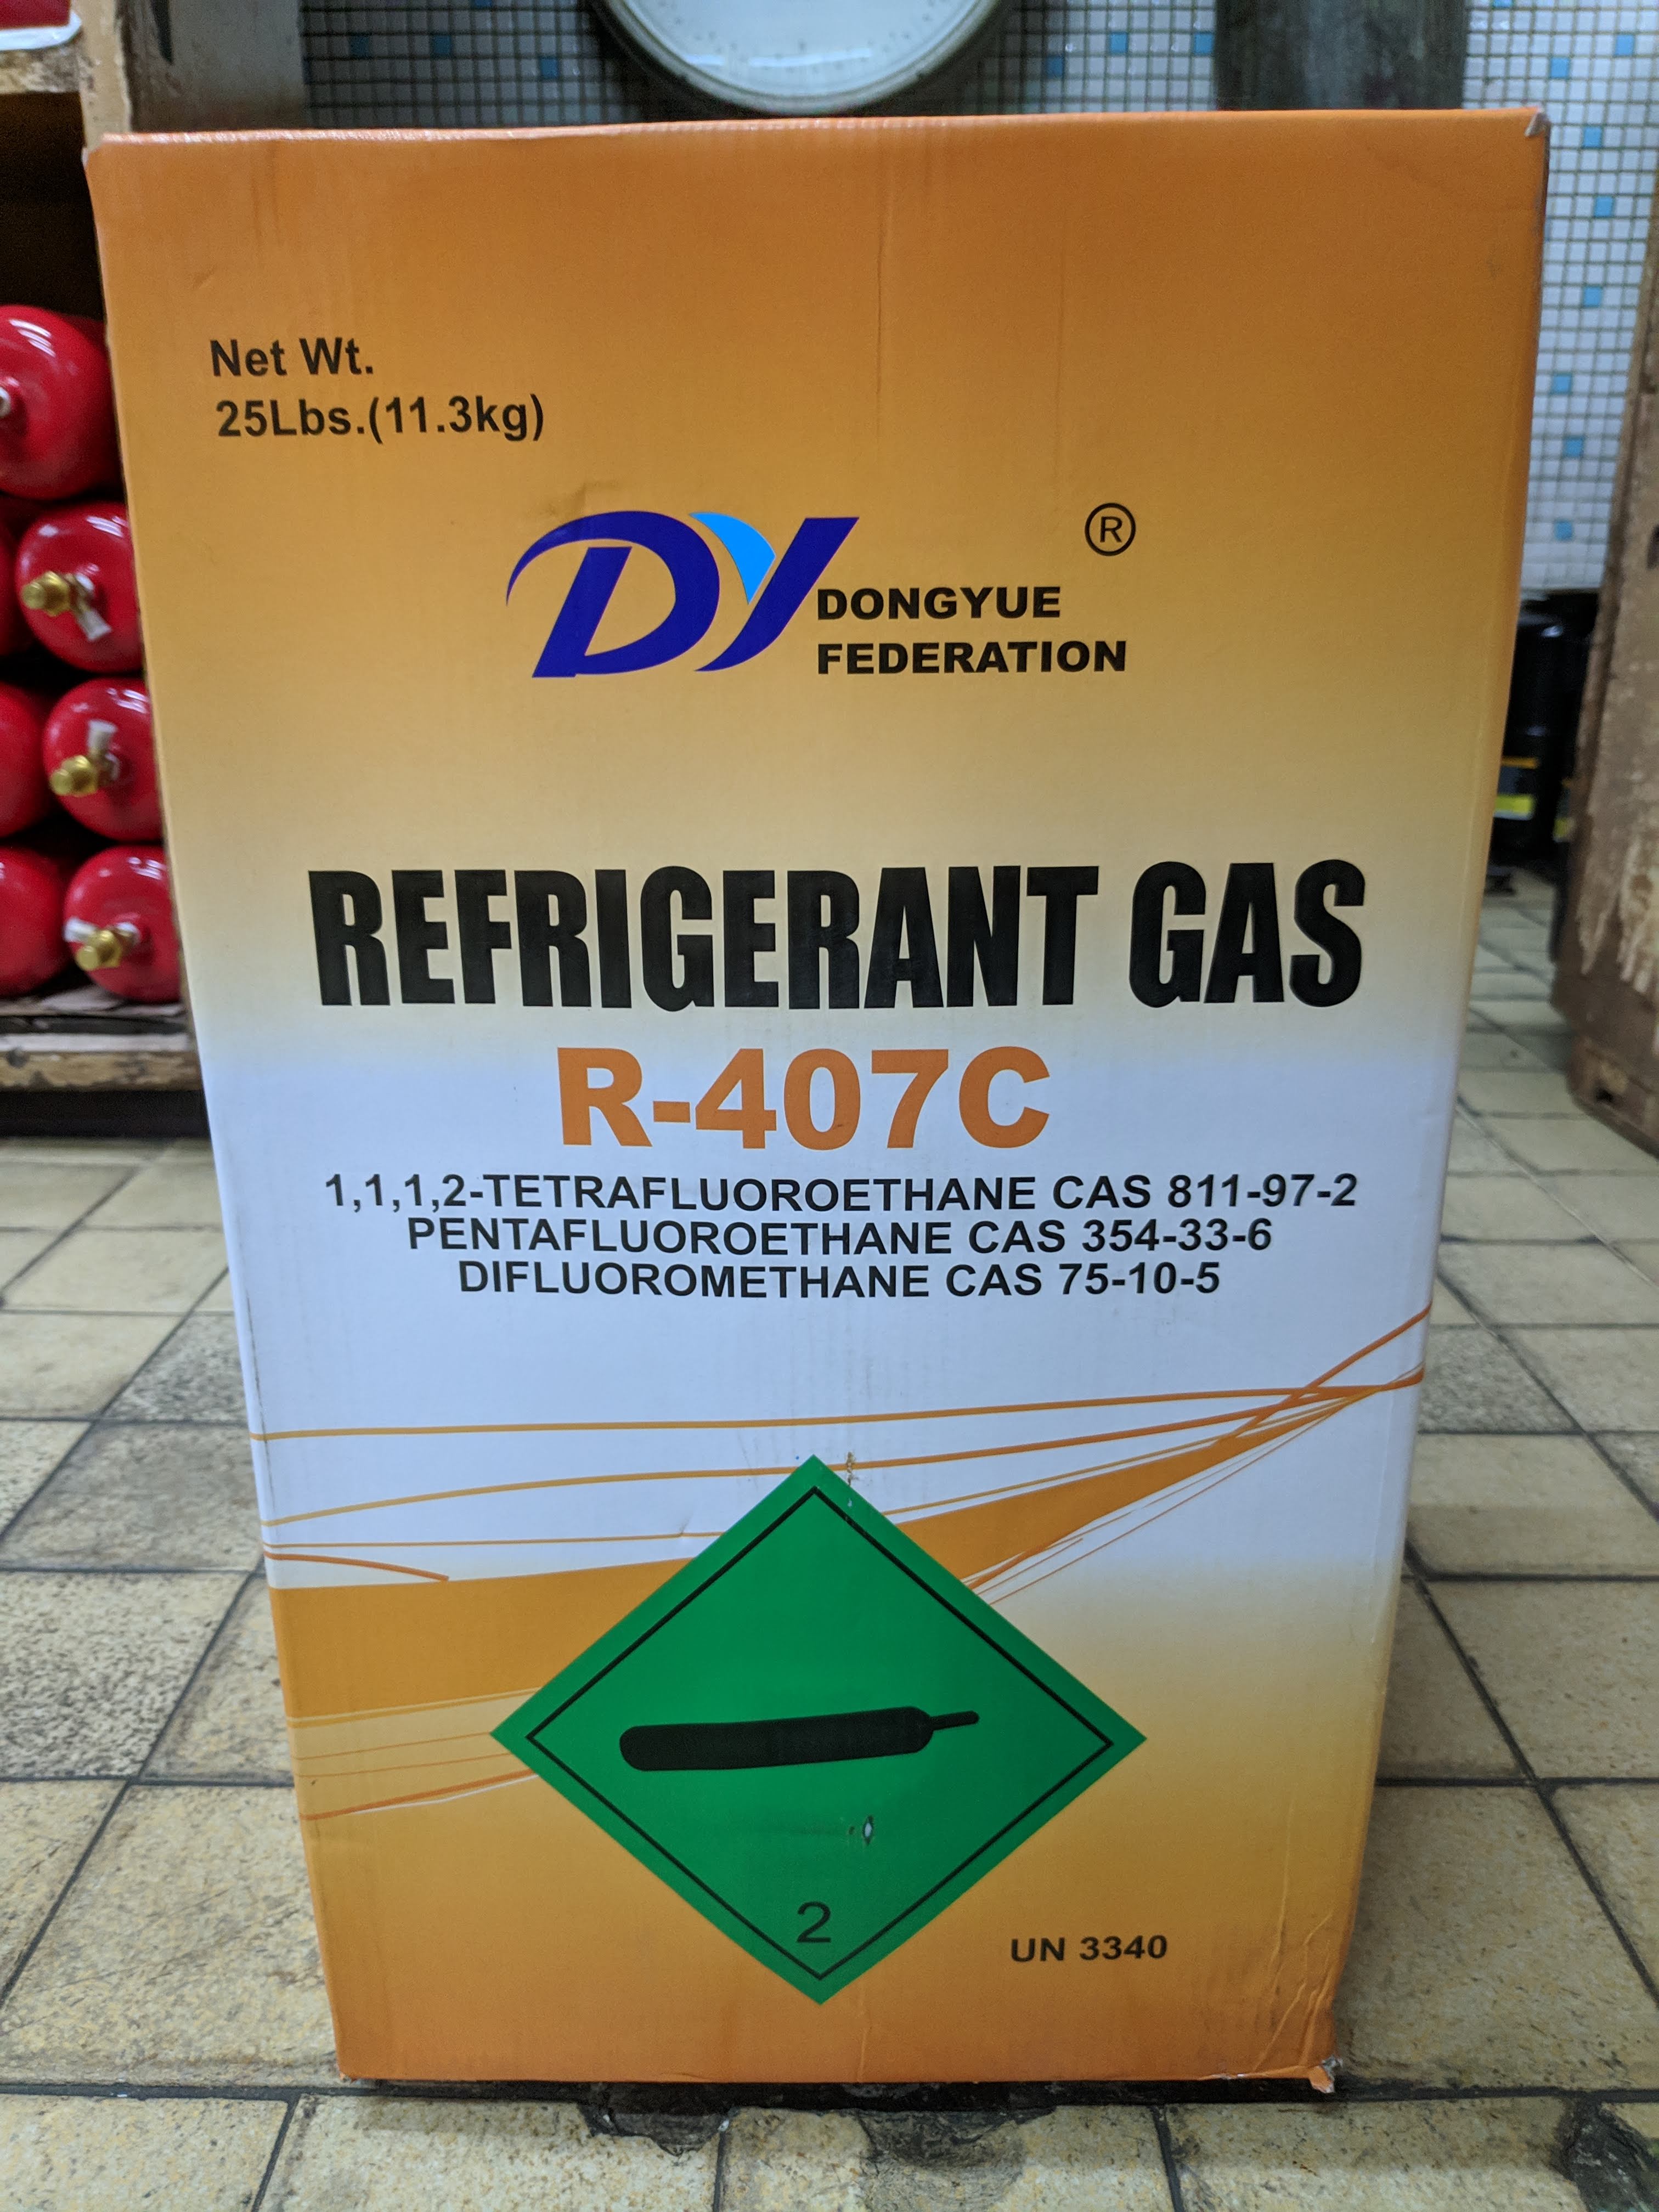 Net Wt.
25Lbs.(11.3kg)
DY
®
DONGYUE
FEDERATION
REFRIGERANT GAS
R-407C
1,1,1,2-TETRAFLUOROETHANE CAS 811-97-2
PENTAFLUOROETHANE CAS 354-33-6
DIFLUOROMETHANE CAS 75-10-5
2
UN 3340